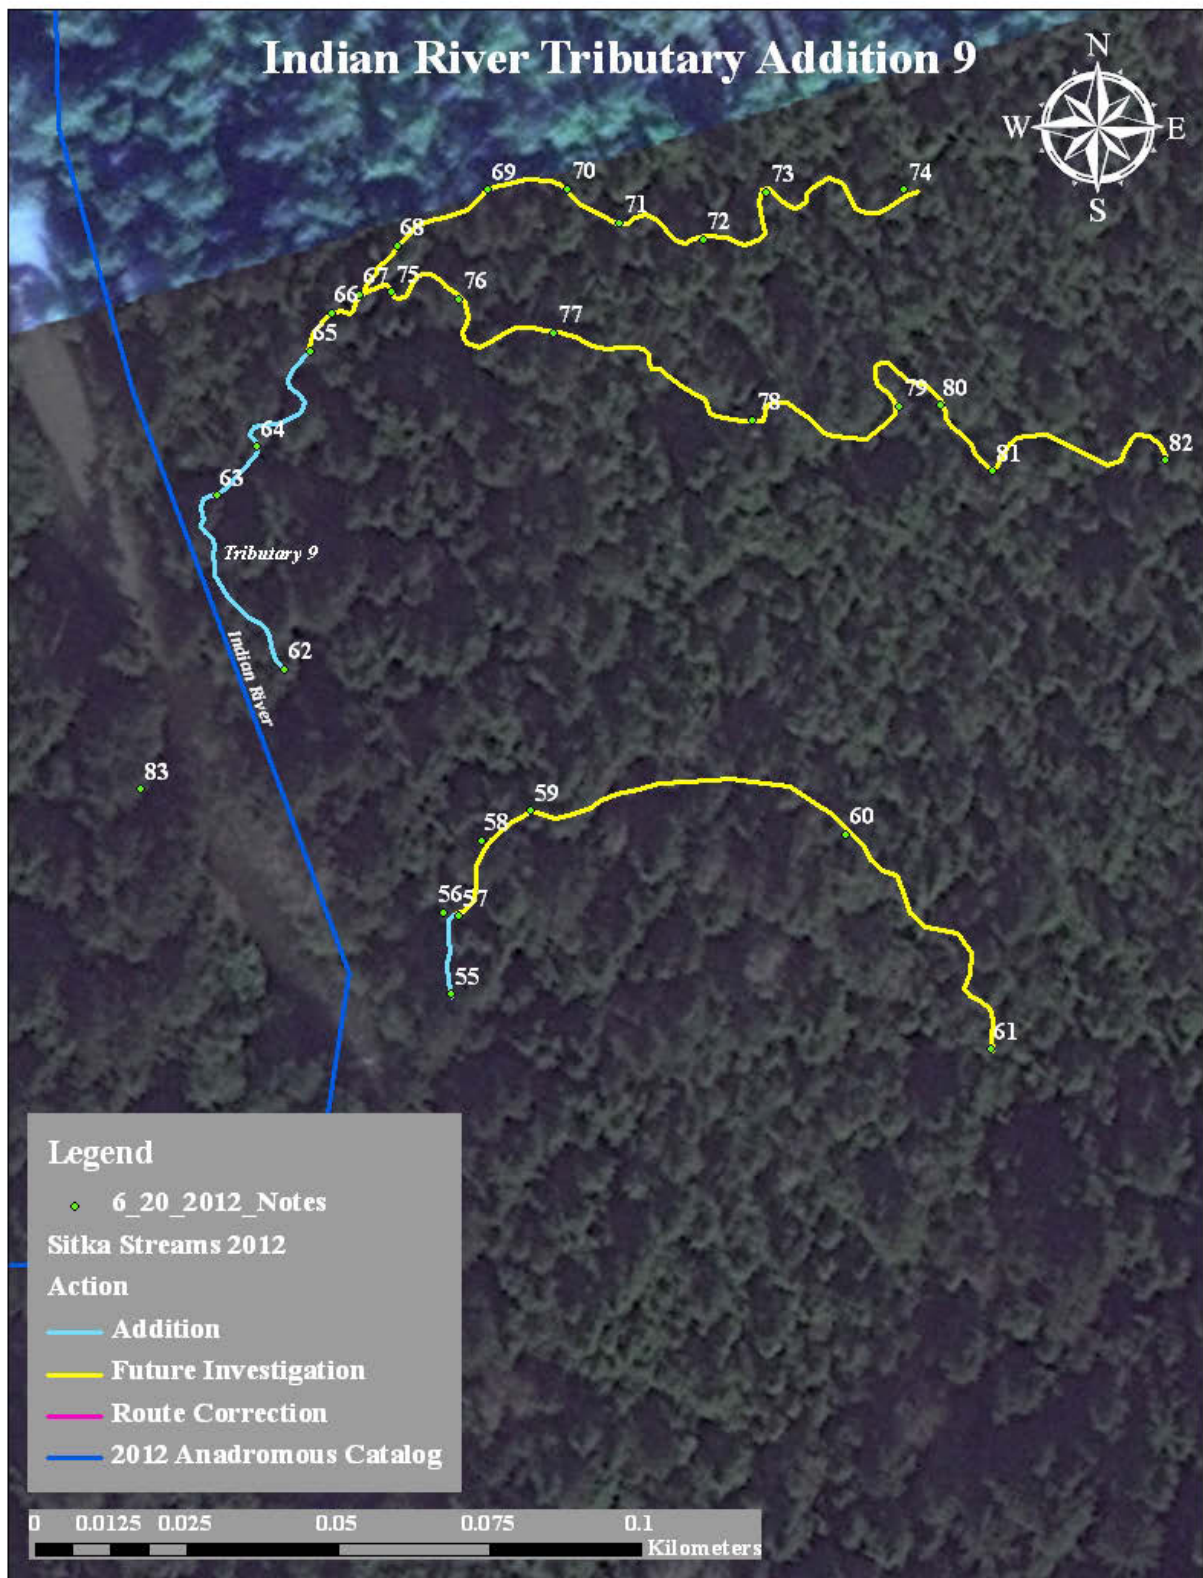 Indian River Tributary Addition 9
N
W E
S
69 70 73 74
71
68 72
67 75 76
66
77
65
80
79
78
64
82
81
63
Tributary 9
62
Indian River
83
59
58 60
56 57
55
61
Legend
6_20_2012_Notes
Sitka Streams 2012
Action
Addition
Future Investigation
Route Correction
2012 Anadromous Catalog
0 0.0125 0.025 0.05 0.075 0.1
Kilometers